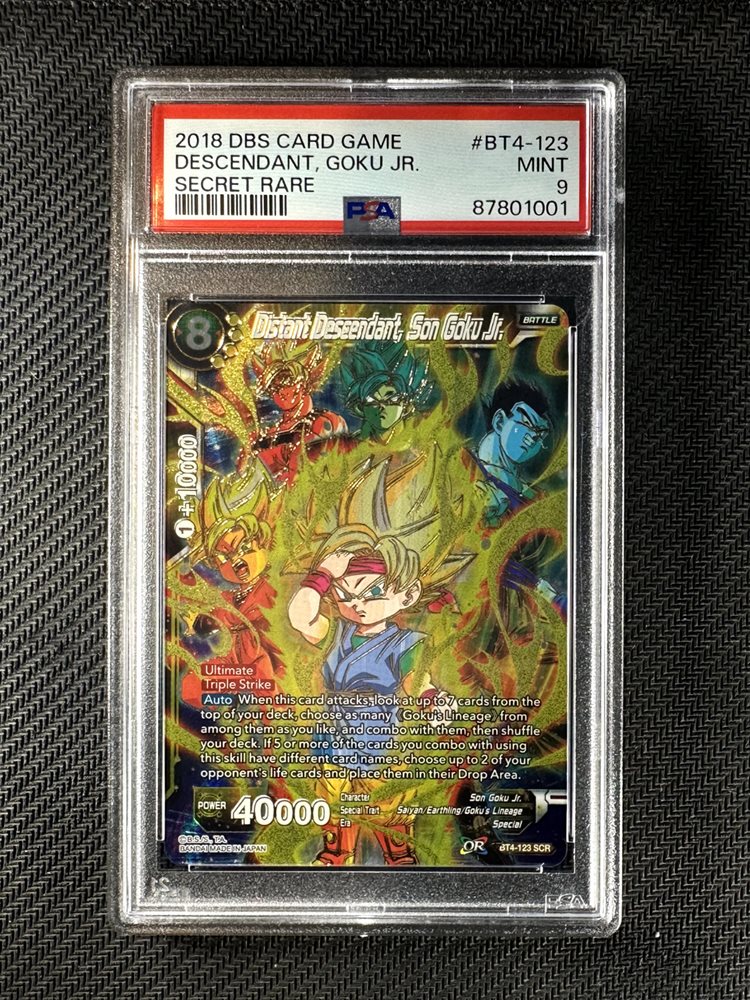 2018 DBS CARD GAME #BT4-123
DESCENDANT, GOKU JR. MINT
SECRET RARE 9
PSA 87801001
8 Distant Descendant, Son Goku Jr. BATTLE
1 +10000
Ultimate
Triple Strike
Auto When this card attacks, look at up to 7 cards from the
top of your deck, choose as many 《Goku's Lineage》 from
among them as you like, and combo with them, then shuffle
your deck. If 5 or more of the cards you combo with using
this skill have different card names, choose up to 2 of your
opponent's life cards and place them in their Drop Area.
POWER 40000
Character Son Goku Jr.
Special Trait Saiyan/Earthling/Goku's Lineage
Era Special
©B.S./S., T.A.
BANDAI MADE IN JAPAN
OR BT4-123 SCR
PSA